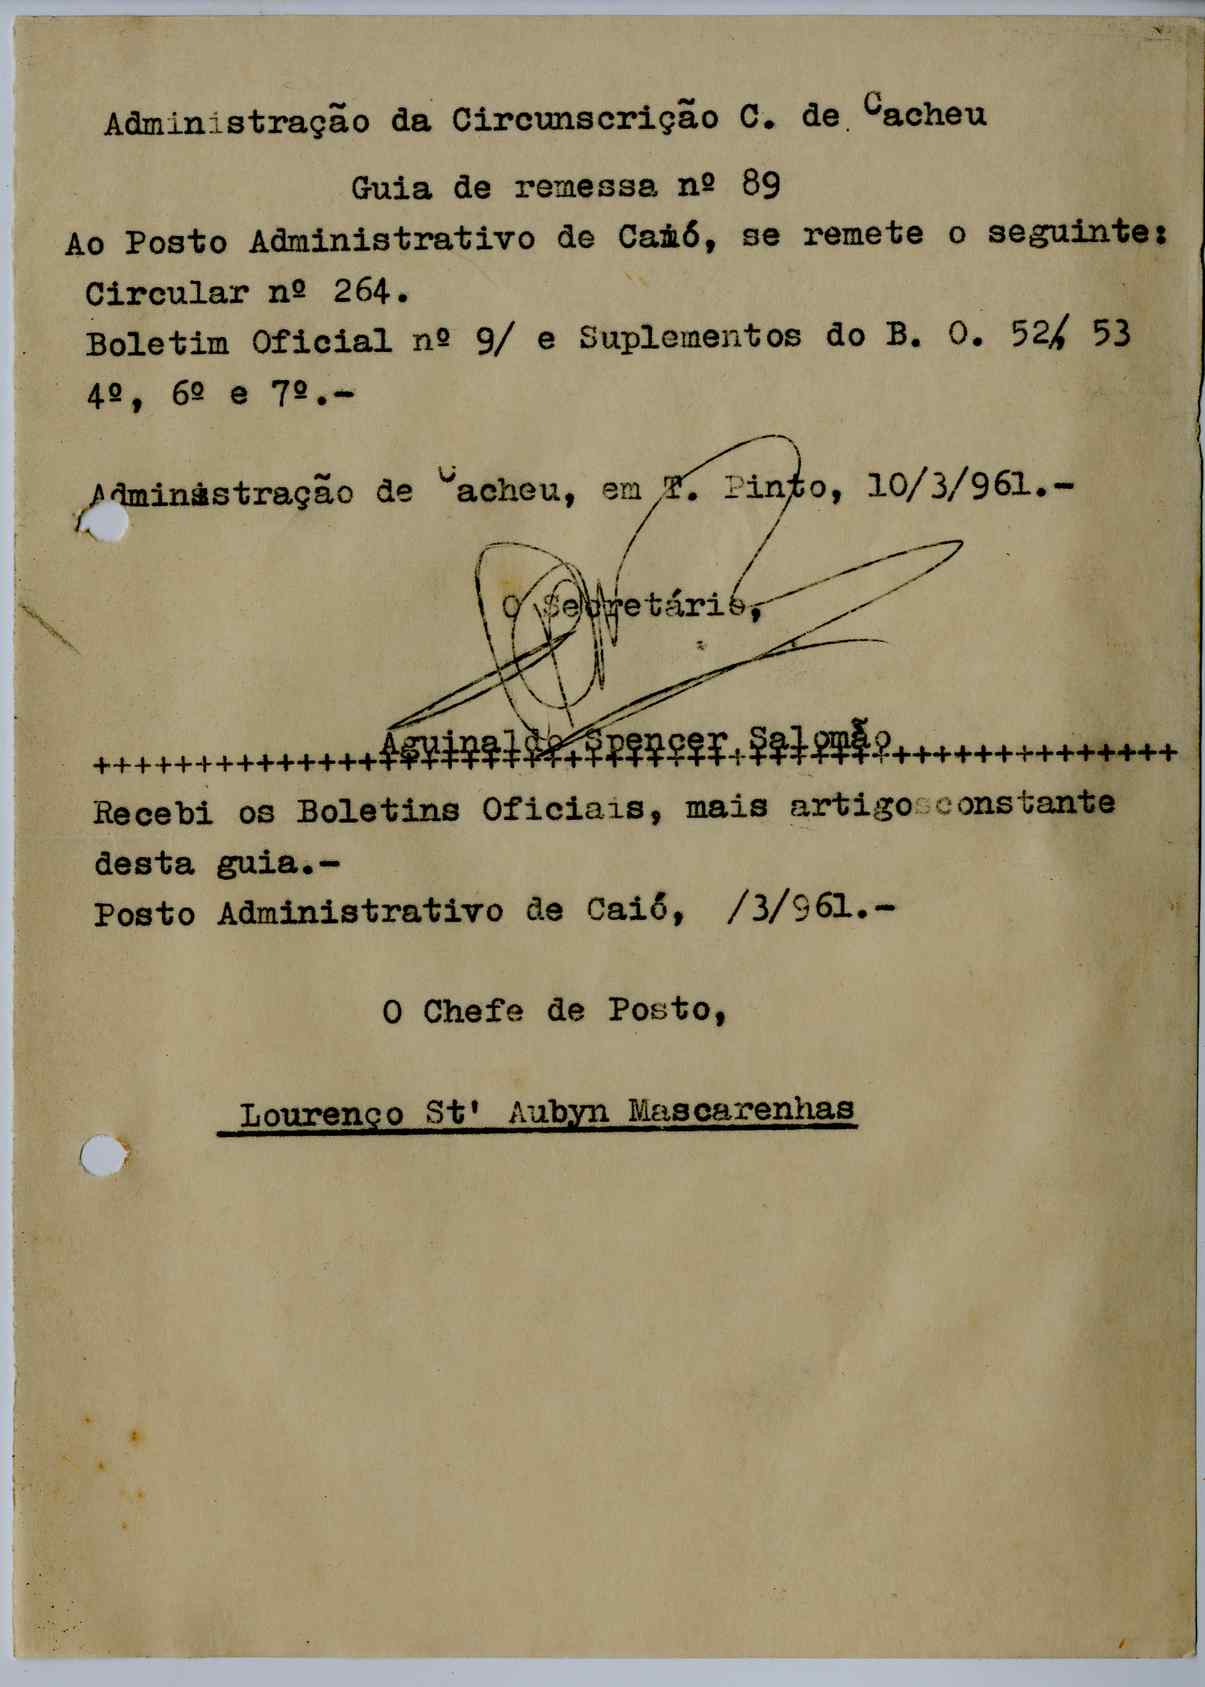 Administração da Circunscrição C. de Cacheu
Guia de remessa nº 89
Ao Posto Administrativo de Caió, se remete o seguinte:
Circular nº 264.
Boletim Oficial nº 9/ e Suplementos do B. O. 52/ 53
4º, 6º e 7º.-
Administração de Cacheu, em T. Pinto, 10/3/961.-
O Secretário,
Aguinaldo Spencer Salomão
+++++++++++++++++++++++++++++++++++++++++++++++++++++
Recebi os Boletins Oficiais, mais artigosconstante
desta guia.-
Posto Administrativo de Caió, /3/961.-
O Chefe de Posto,
Lourenço St' Aubyn Mascarenhas